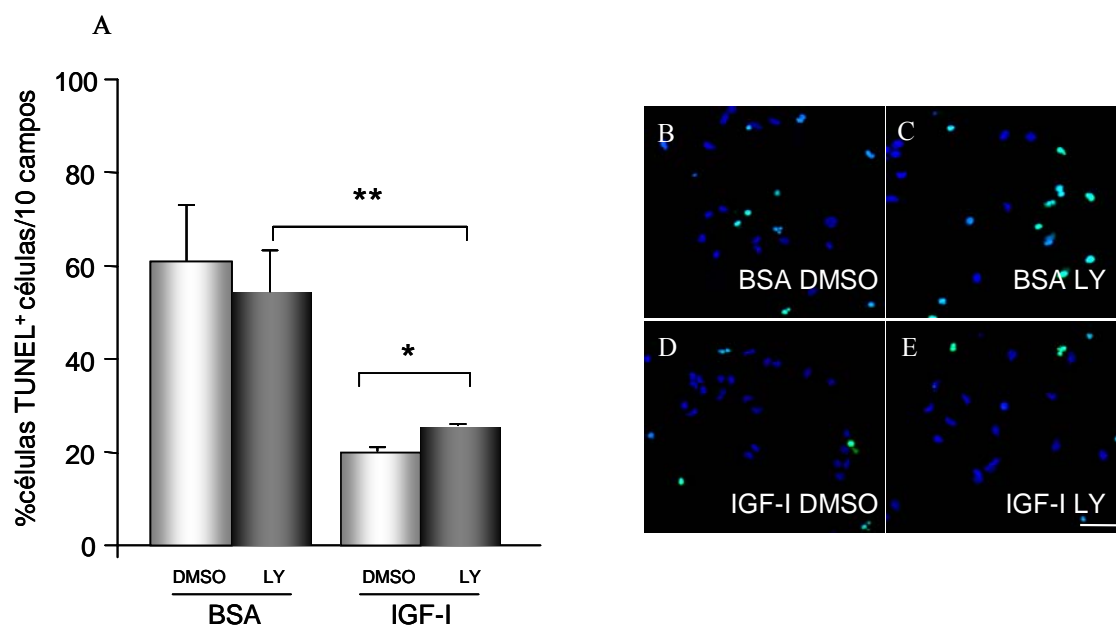 A
%células TUNEL⁺ células/10 campos
100
80
60
40
20
0
**
*
DMSO LY DMSO LY
BSA IGF-I
B
BSA DMSO
C
BSA LY
D
IGF-I DMSO
E
IGF-I LY